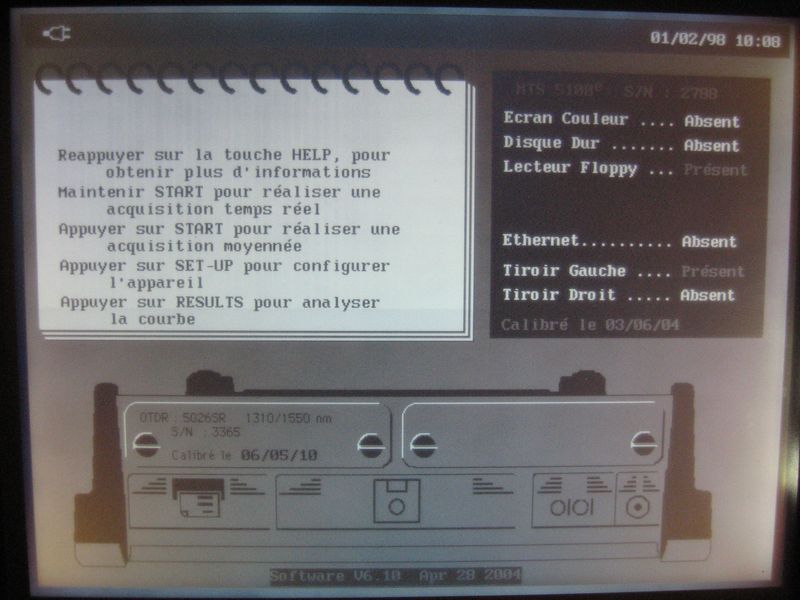 01/02/98 10:08
MTS 5100e S/N : 2788
Ecran Couleur .... Absent
Disque Dur ....... Absent
Lecteur Floppy ... Présent
Ethernet.......... Absent
Tiroir Gauche .... Présent
Tiroir Droit ..... Absent
Calibré le 03/06/04
Reappuyer sur la touche HELP, pour
obtenir plus d'informations
Maintenir START pour réaliser une
acquisition temps réel
Appuyer sur START pour réaliser une
acquisition moyennée
Appuyer sur SET-UP pour configurer
l'appareil
Appuyer sur RESULTS pour analyser
la courbe
OTDR : 5026SR 1310/1550 nm
S/N : 3365
Calibré le 06/05/10
Software V6.10 Apr 28 2004